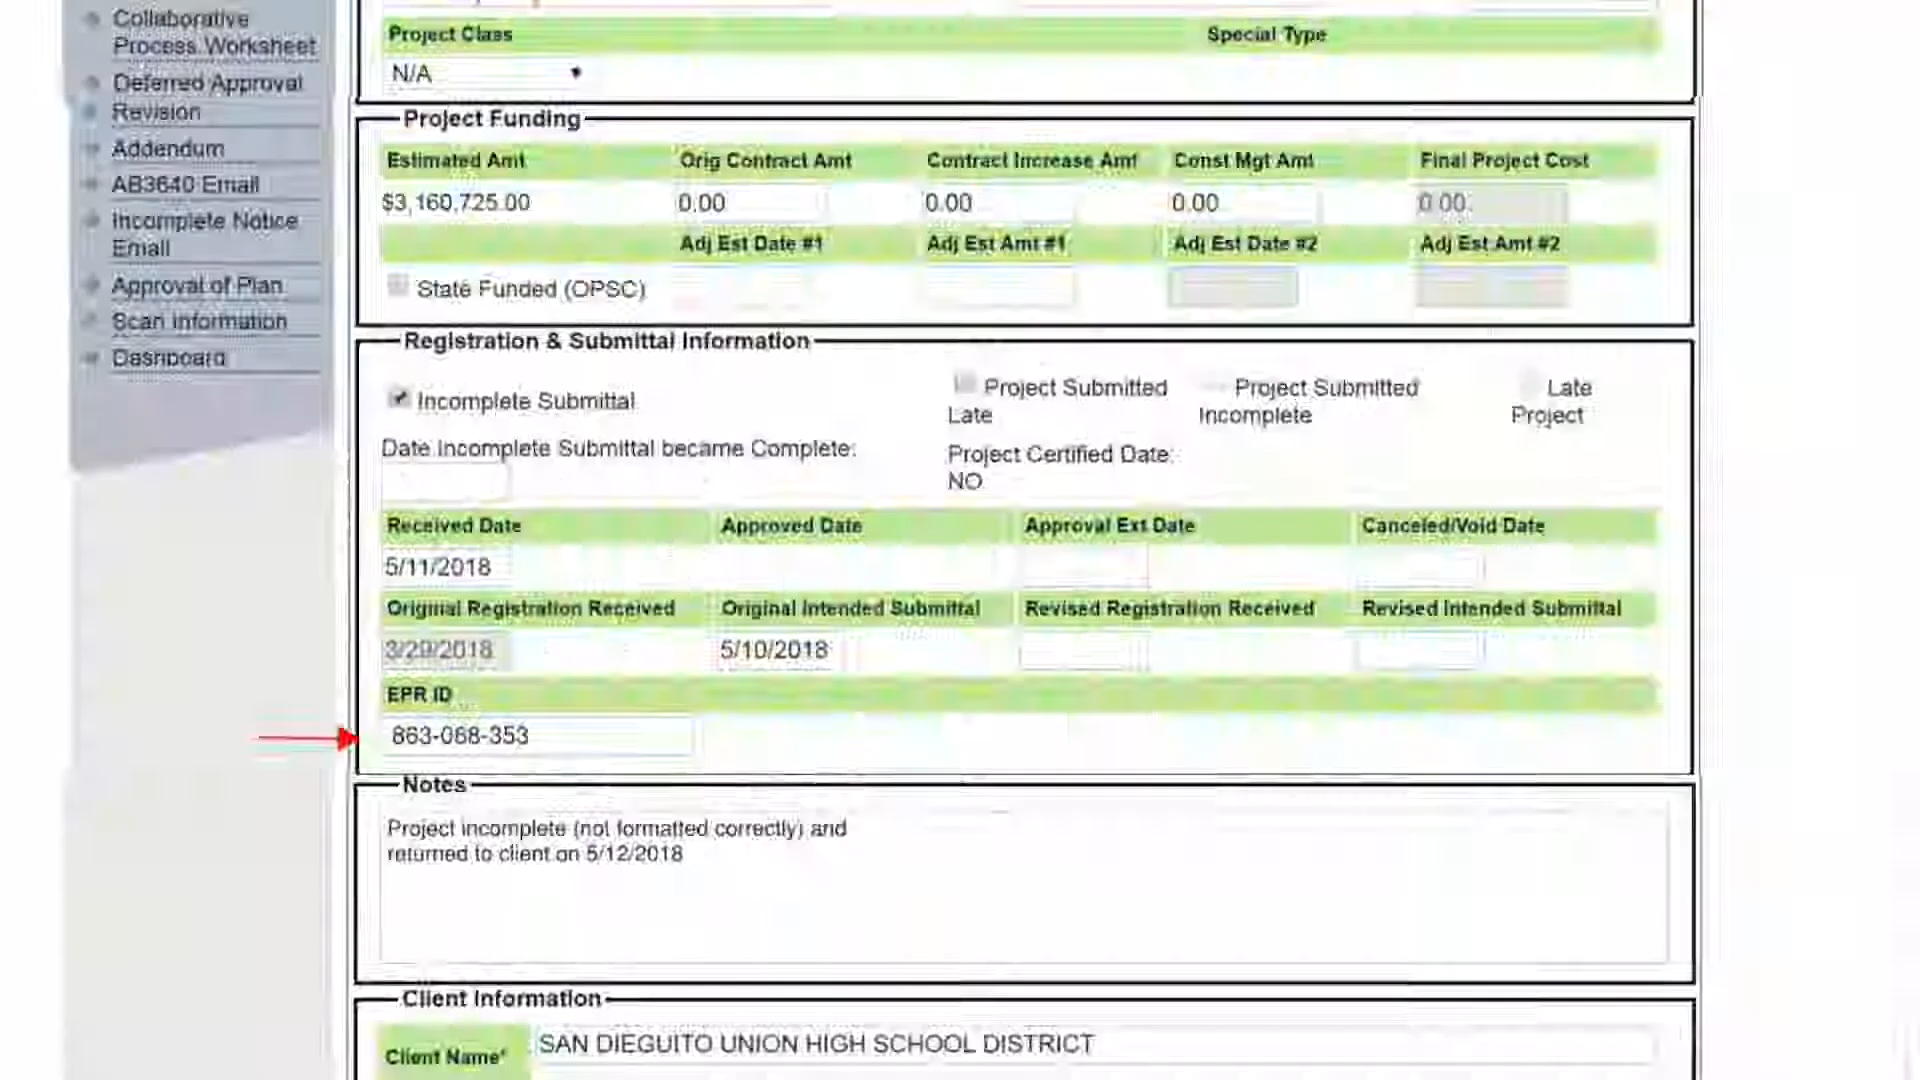 Collaborative
Process Worksheet
Deferred Approval
Revision
Addendum
AB3640 Email
Incomplete Notice
Email
Approval of Plan
Scan Information
Dashboard
Project Class Special Type
N/A
Project Funding
Estimated Amt Orig Contract Amt Contract Increase Amt Const Mgt Amt Final Project Cost
$3,160,725.00 0.00 0.00 0.00 0.00
Adj Est Date #1 Adj Est Amt #1 Adj Est Date #2 Adj Est Amt #2
State Funded (OPSC)
Registration & Submittal Information
Incomplete Submittal Project Submitted Late Project Submitted Incomplete Late Project
Date Incomplete Submittal became Complete: Project Certified Date:
NO
Received Date Approved Date Approval Ext Date Canceled/Void Date
5/11/2018
Original Registration Received Original Intended Submittal Revised Registration Received Revised Intended Submittal
3/29/2018 5/10/2018
EPR ID
863-068-353
Notes
Project incomplete (not formatted correctly) and
returned to client on 5/12/2018
Client Information
Client Name* SAN DIEGUITO UNION HIGH SCHOOL DISTRICT